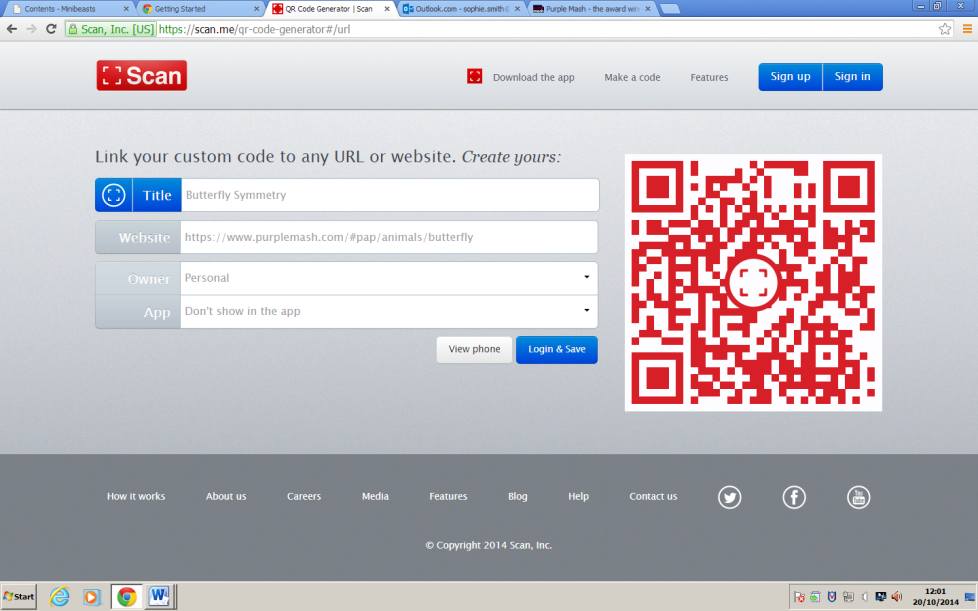 Contents - Minibeasts
Getting Started
QR Code Generator | Scan
Outlook.com - sophie.smith
Purple Mash - the award win
Scan, Inc. [US] https://scan.me/qr-code-generator#/url
Scan
Download the app
Make a code
Features
Sign up
Sign in
Link your custom code to any URL or website. Create yours:
Title Butterfly Symmetry
Website https://www.purplemash.com/#pap/animals/butterfly
Owner Personal
App Don't show in the app
View phone
Login & Save
How it works
About us
Careers
Media
Features
Blog
Help
Contact us
You Tube
© Copyright 2014 Scan, Inc.
Start
12:01
20/10/2014